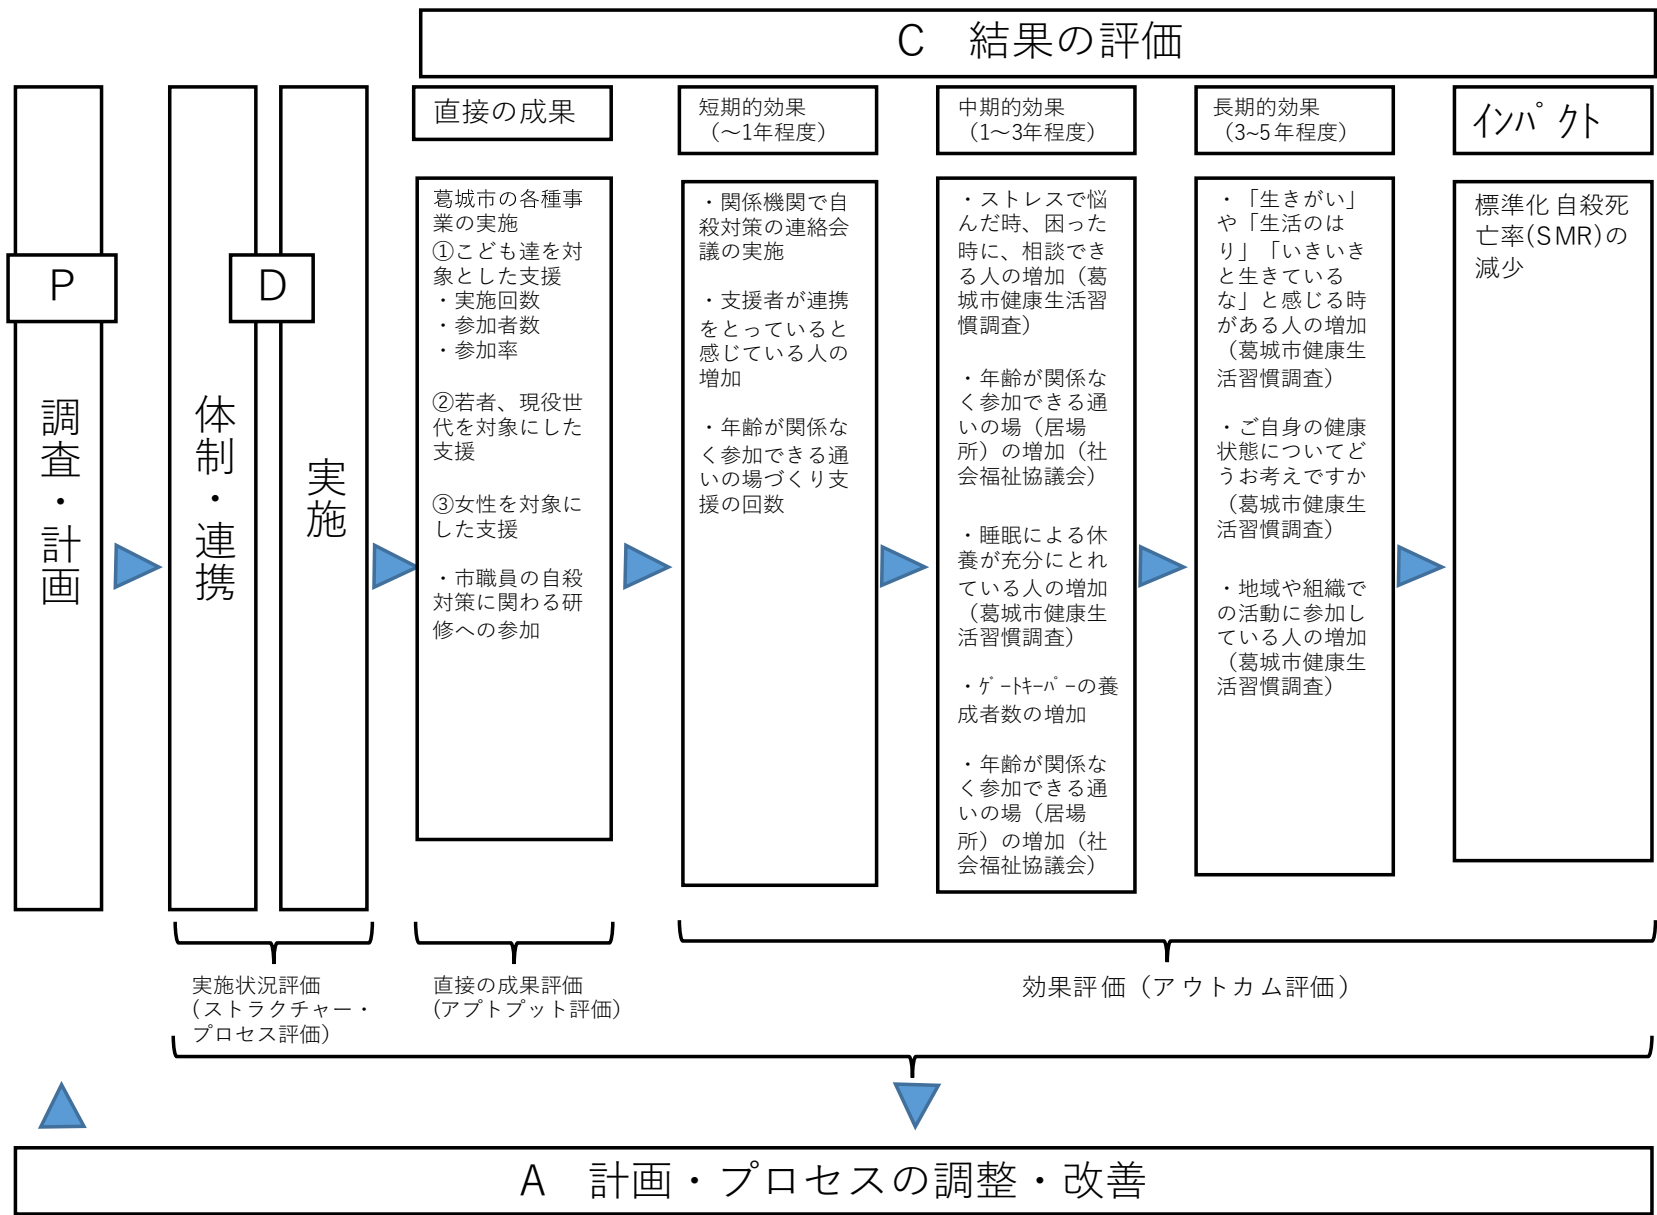 C　結果の評価
P
調査・計画
D
体制・連携
実施
直接の成果
葛城市の各種事
業の実施
①こども達を対
象とした支援
・実施回数
・参加者数
・参加率
②若者、現役世
代を対象にした
支援
③女性を対象に
した支援
・市職員の自殺
対策に関わる研
修への参加
短期的効果
（～1年程度）
・関係機関で自
殺対策の連絡会
議の実施
・支援者が連携
をとっていると
感じている人の
増加
・年齢が関係な
く参加できる通
いの場づくり支
援の回数
中期的効果
（1～3年程度）
・ストレスで悩
んだ時、困った
時に、相談でき
る人の増加（葛
城市健康生活習
慣調査）
・年齢が関係な
く参加できる通
いの場（居場
所）の増加（社
会福祉協議会）
・睡眠による休
養が充分にとれ
ている人の増加
（葛城市健康生
活習慣調査）
・ｹﾞｰﾄｷｰﾊﾟｰの養
成者数の増加
・年齢が関係な
く参加できる通
いの場（居場
所）の増加（社
会福祉協議会）
長期的効果
（3~5年程度）
・「生きがい」
や「生活のは
り」「いきいき
と生きている
な」と感じる時
がある人の増加
（葛城市健康生
活習慣調査）
・ご自身の健康
状態についてど
うお考えですか
（葛城市健康生
活習慣調査）
・地域や組織で
の活動に参加し
ている人の増加
（葛城市健康生
活習慣調査）
ｲﾝﾊﾟｸﾄ
標準化自殺死
亡率(SMR)の
減少
実施状況評価
(ストラクチャー・
プロセス評価)
直接の成果評価
(アプトプット評価)
効果評価（アウトカム評価）
A　計画・プロセスの調整・改善